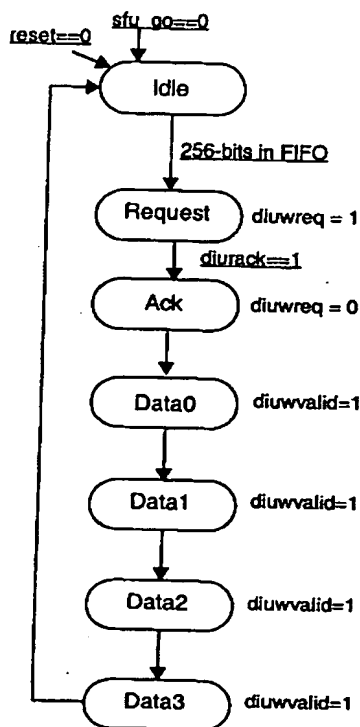 sfu_go==0
reset==0
Idle
256-bits in FIFO
Request diuwreq = 1
diurack==1
Ack diuwreq = 0
Data0 diuwvalid=1
Data1 diuwvalid=1
Data2 diuwvalid=1
Data3 diuwvalid=1